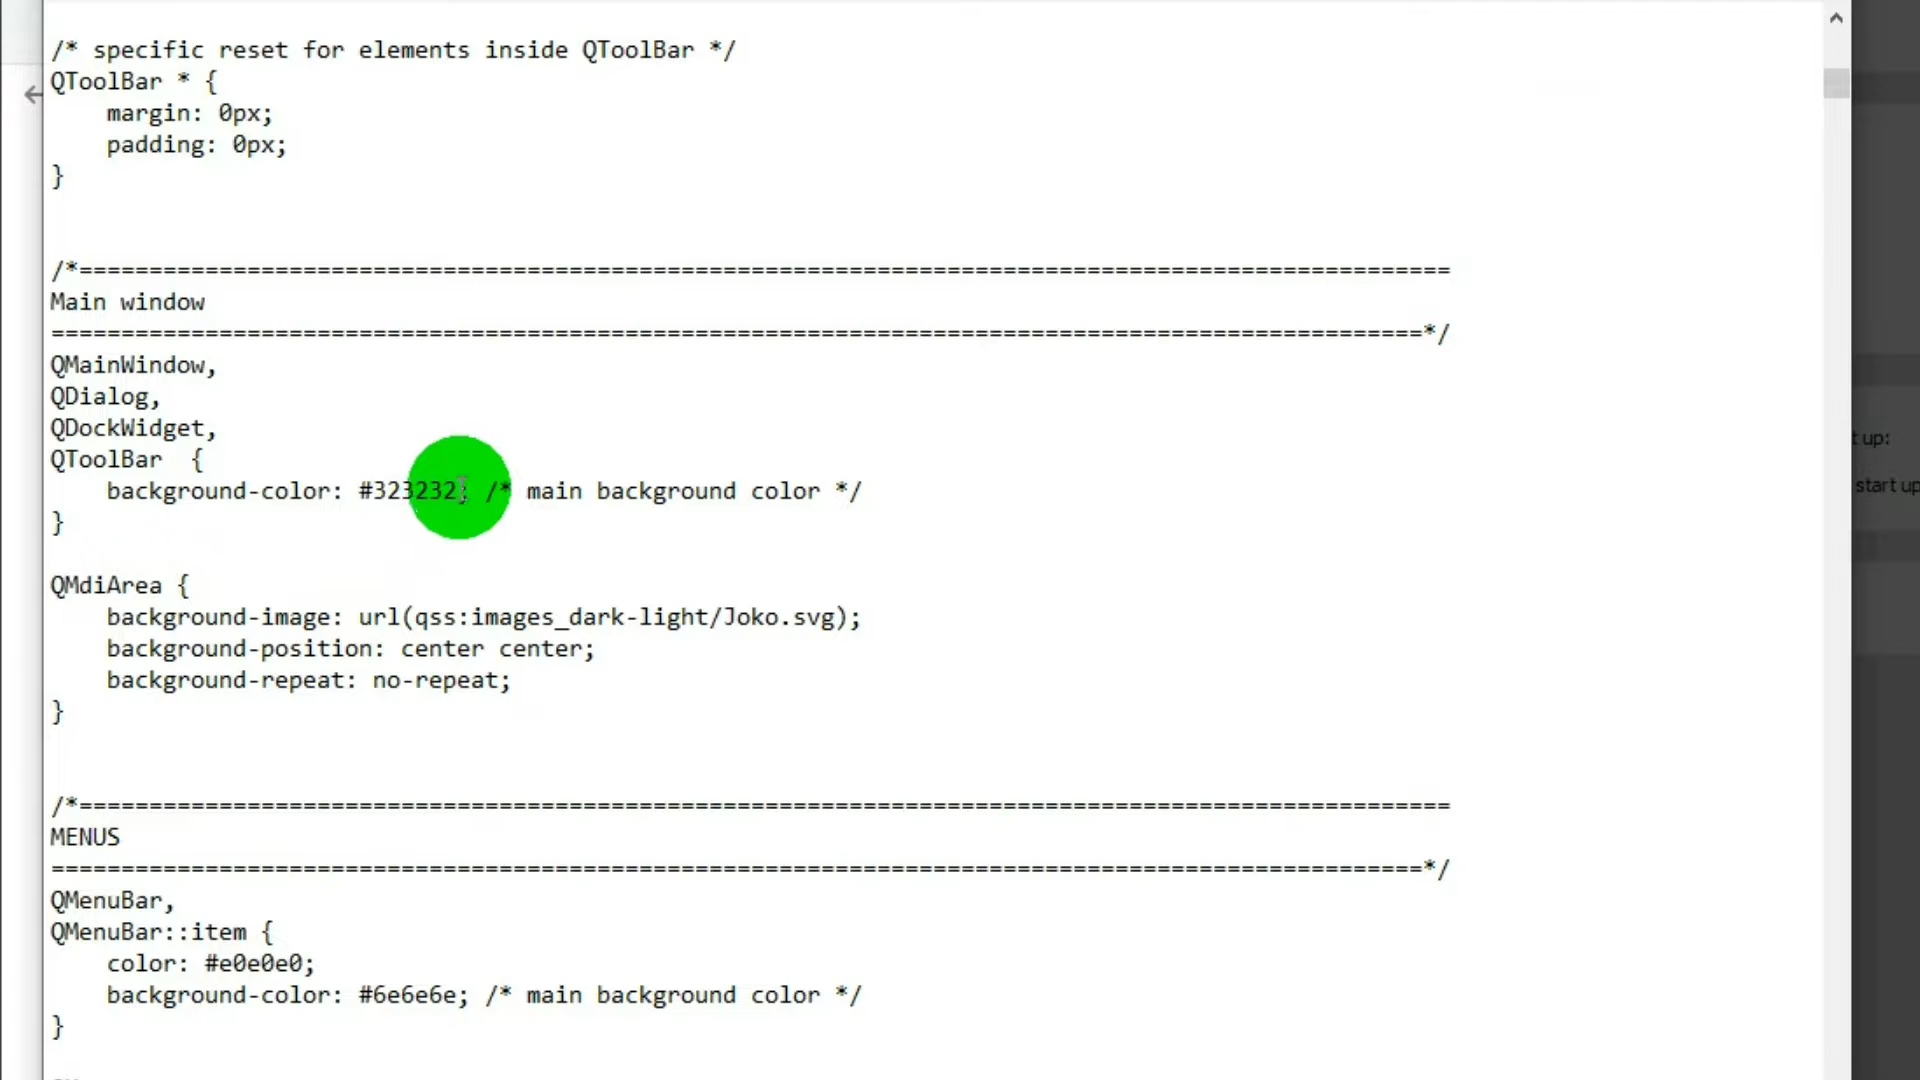 /* specific reset for elements inside QToolBar */
QToolBar * {
    margin: 0px;
    padding: 0px;
}
/*==================================================================================================
Main window
==================================================================================================*/
QMainWindow,
QDialog,
QDockWidget,
QToolBar  {
    background-color: #323232; /* main background color */
}
QMdiArea {
    background-image: url(qss:images_dark-light/Joko.svg);
    background-position: center center;
    background-repeat: no-repeat;
}
/*==================================================================================================
MENUS
==================================================================================================*/
QMenuBar,
QMenuBar::item {
    color: #e0e0e0;
    background-color: #6e6e6e; /* main background color */
}
t up:
start up